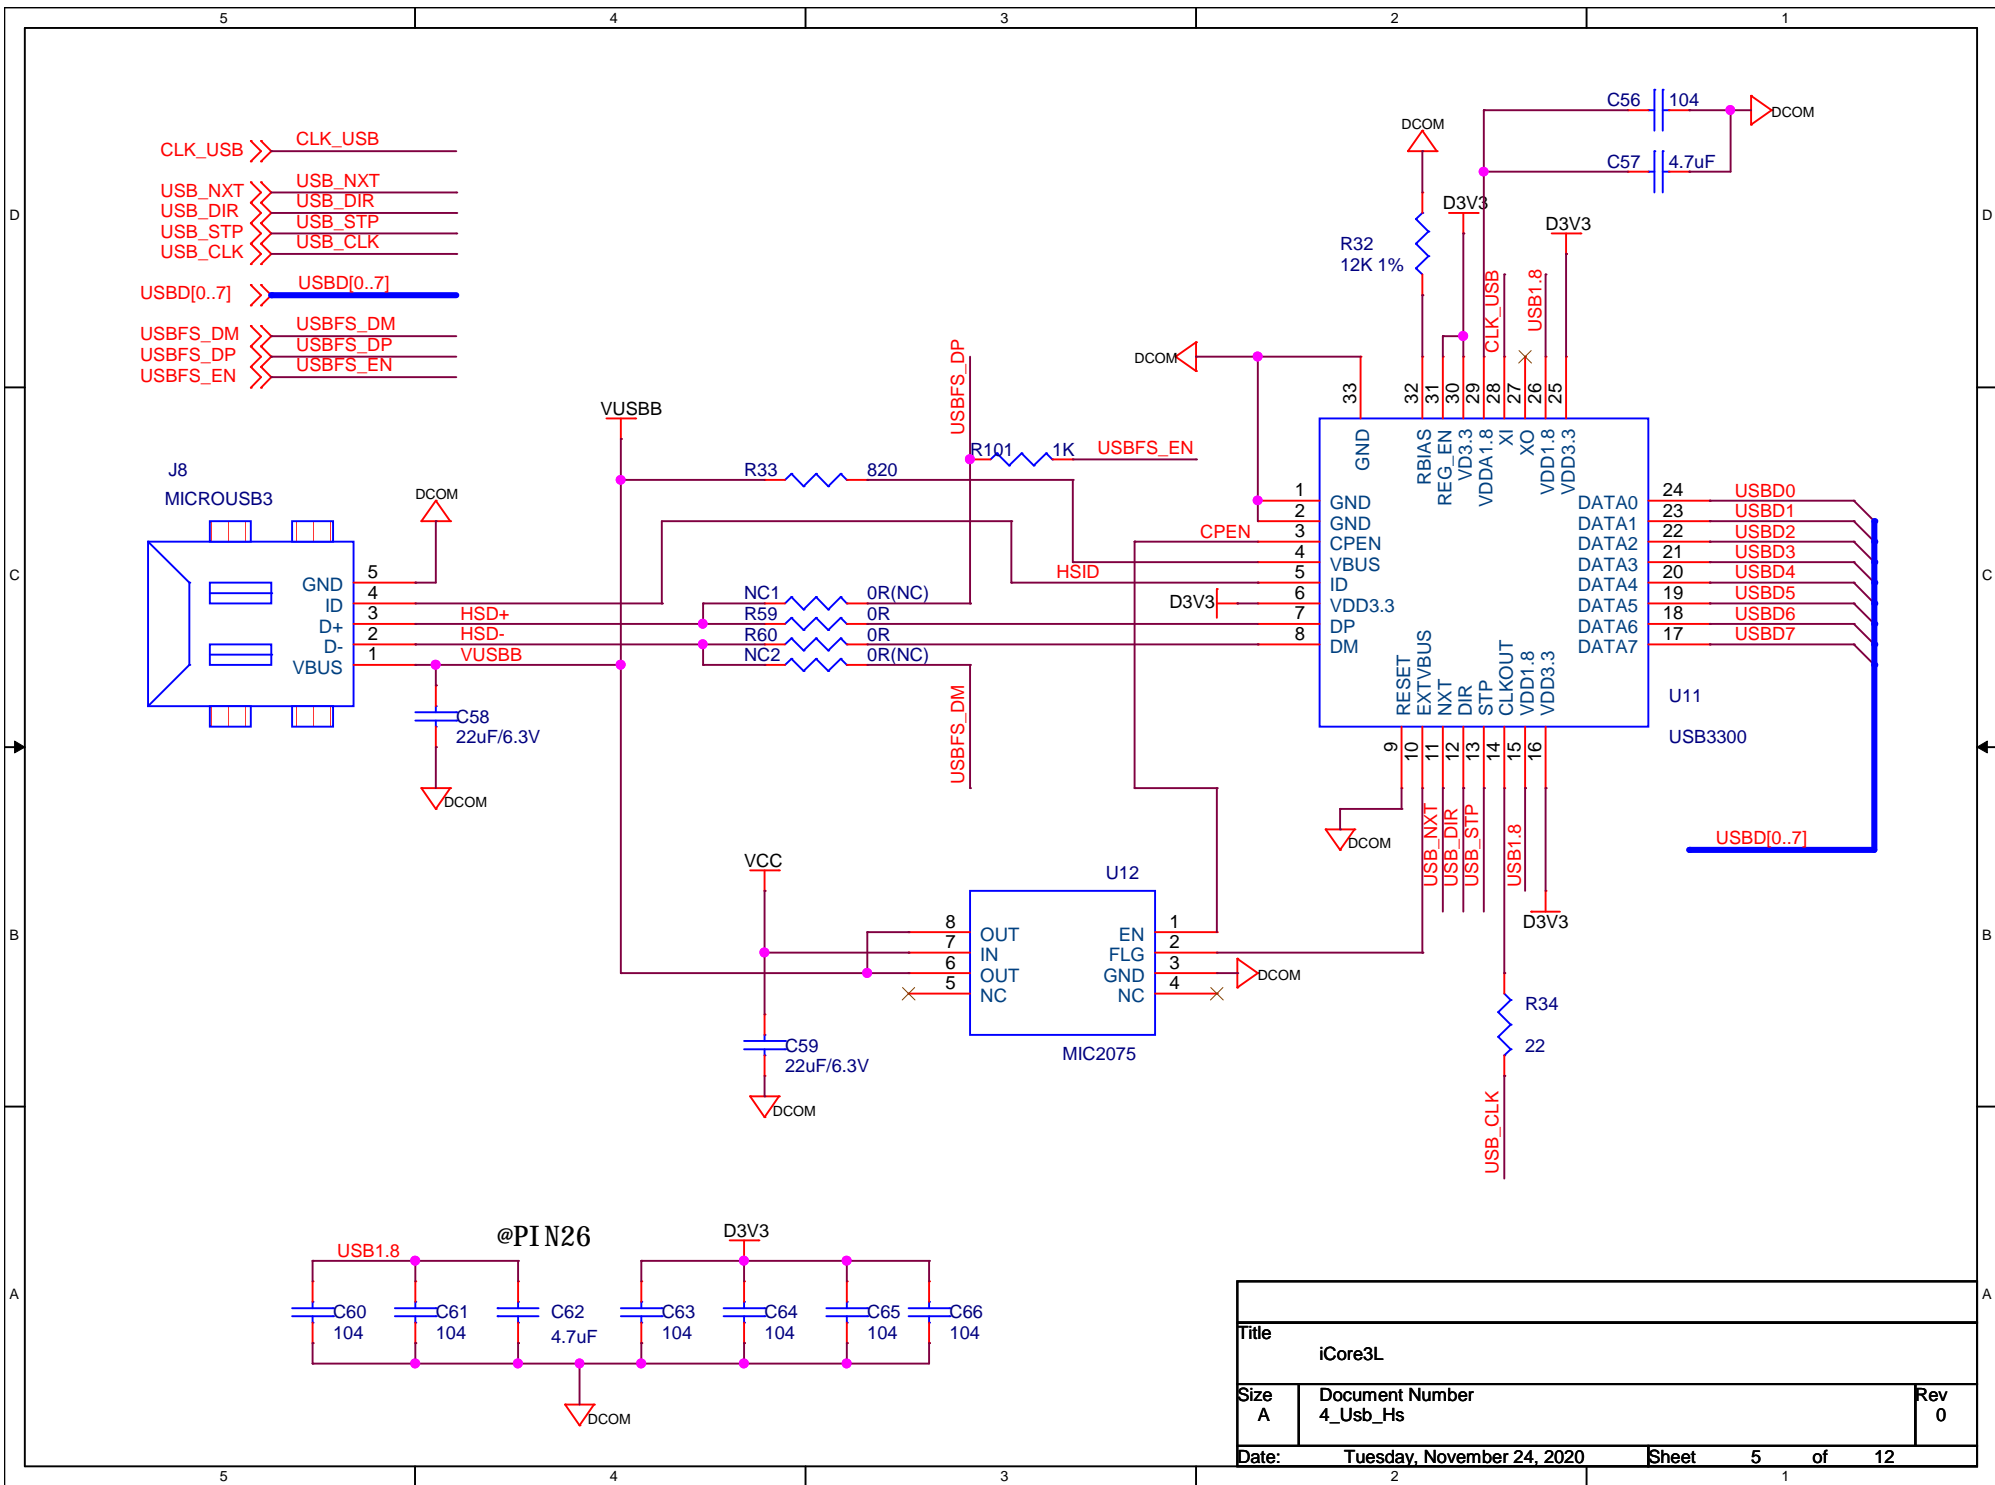 5 4 3 2 1
D
C
B
A
D
C
B
A
CLK_USB CLK_USB
USB_NXT USB_NXT
USB_DIR USB_DIR
USB_STP USB_STP
USB_CLK USB_CLK
USBD[0..7] USBD[0..7]
USBFS_DM USBFS_DM
USBFS_DP USBFS_DP
USBFS_EN USBFS_EN
C56 104
DCOM
C57 4.7uF
DCOM
R32
12K 1%
D3V3
D3V3
CLK_USB
USB1.8
DCOM
33 32 31 30 29 28 27 26 25
GND RBIAS REG_EN VD3.3 VDDA1.8 XI XO VDD1.8 VDD3.3
VUSBB
USBFS_DP
R101 1K USBFS_EN
R33 820
J8
MICROUSB3
DCOM
5 GND
4 ID
3 D+
2 D-
1 VBUS
HSD+
HSD-
VUSBB
NC1 0R(NC)
R59 0R
R60 0R
NC2 0R(NC)
USBFS_DM
C58
22uF/6.3V
DCOM
CPEN
HSID
D3V3
1 GND
2 GND
3 CPEN
4 VBUS
5 ID
6 VDD3.3
7 DP
8 DM
DATA0 24 USBD0
DATA1 23 USBD1
DATA2 22 USBD2
DATA3 21 USBD3
DATA4 20 USBD4
DATA5 19 USBD5
DATA6 18 USBD6
DATA7 17 USBD7
RESET EXTVBUS NXT DIR STP CLKOUT VDD1.8 VDD3.3
9 10 11 12 13 14 15 16
U11
USB3300
USBD[0..7]
DCOM
USB_NXT
USB_DIR
USB_STP
USB1.8
D3V3
R34
22
USB_CLK
VCC
U12
8 OUT
7 IN
6 OUT
5 NC
EN 1
FLG 2
GND 3
NC 4
DCOM
MIC2075
C59
22uF/6.3V
DCOM
@PIN26
USB1.8
D3V3
C60
104
C61
104
C62
4.7uF
C63
104
C64
104
C65
104
C66
104
DCOM
Title
iCore3L
Size
A
Document Number
4_Usb_Hs
Rev
0
Date: Tuesday, November 24, 2020 Sheet 5 of 12
5 4 3 2 1